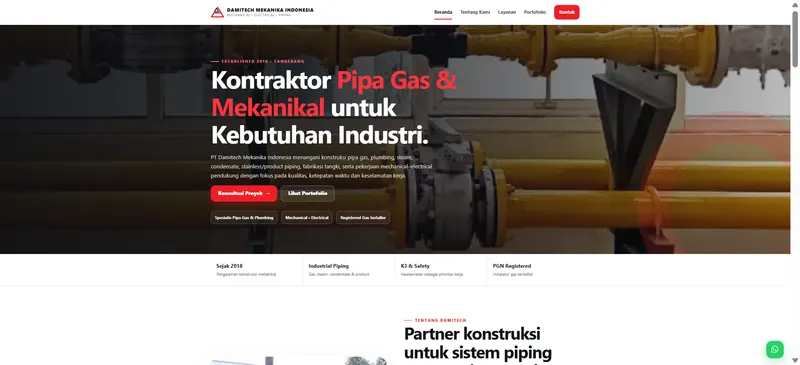 DAMITECH MEKANIKA INDONESIA
MECHANICAL • ELECTRICAL • PIPING
Beranda
Tentang Kami
Layanan
Portofolio
Kontak
ESTABLISHED 2018 • TANGERANG
Kontraktor Pipa Gas &
Mekanikal untuk
Kebutuhan Industri.
PT Damitech Mekanika Indonesia menangani konstruksi pipa gas, plumbing, steam,
condensate, stainless/product piping, fabrikasi tangki, serta pekerjaan mechanical-electrical
pendukung dengan fokus pada kualitas, ketepatan waktu dan keselamatan kerja.
Konsultasi Proyek →
Lihat Portofolio
Spesialis Pipa Gas & Plumbing
Mechanical • Electrical
Registered Gas Installer
Sejak 2018
Pengalaman konstruksi mekanikal
Industrial Piping
Gas, steam, condensate & product
K3 & Safety
Keselamatan sebagai prioritas kerja
PGN Registered
Instalatur gas terdaftar
TENTANG DAMITECH
Partner konstruksi
untuk sistem piping